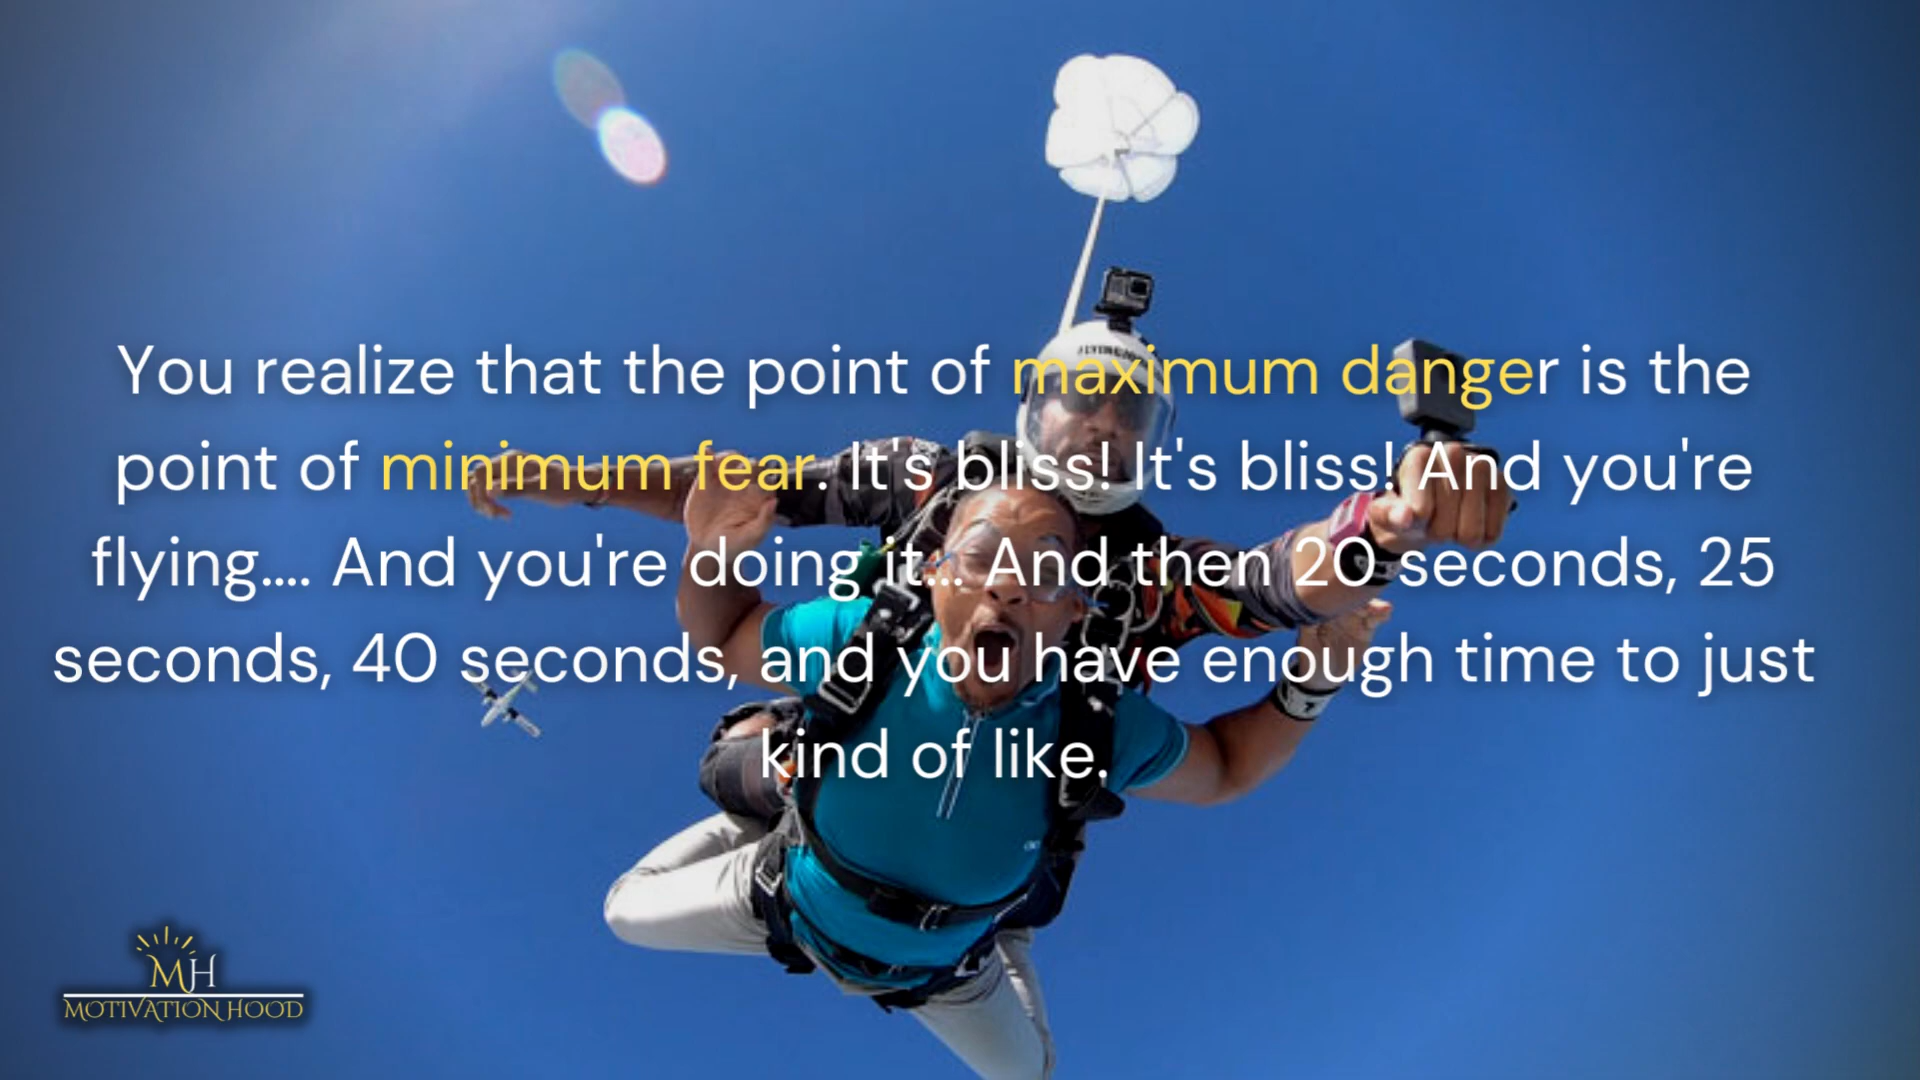 You realize that the point of maximum danger is the
point of minimum fear. It's bliss! It's bliss! And you're
flying.... And you're doing it... And then 20 seconds, 25
seconds, 40 seconds, and you have enough time to just
kind of like.
MH
MOTIVATION HOOD